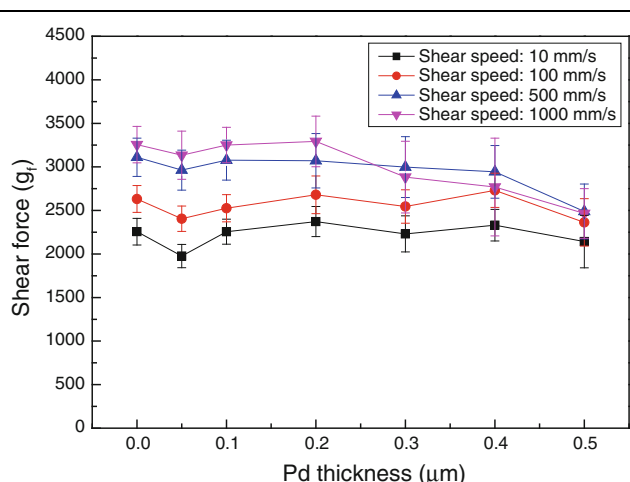 4500
4000
3500
3000
2500
2000
1500
1000
500
0
Shear force (gf)
Shear speed: 10 mm/s
Shear speed: 100 mm/s
Shear speed: 500 mm/s
Shear speed: 1000 mm/s
0.0 0.1 0.2 0.3 0.4 0.5
Pd thickness (μm)